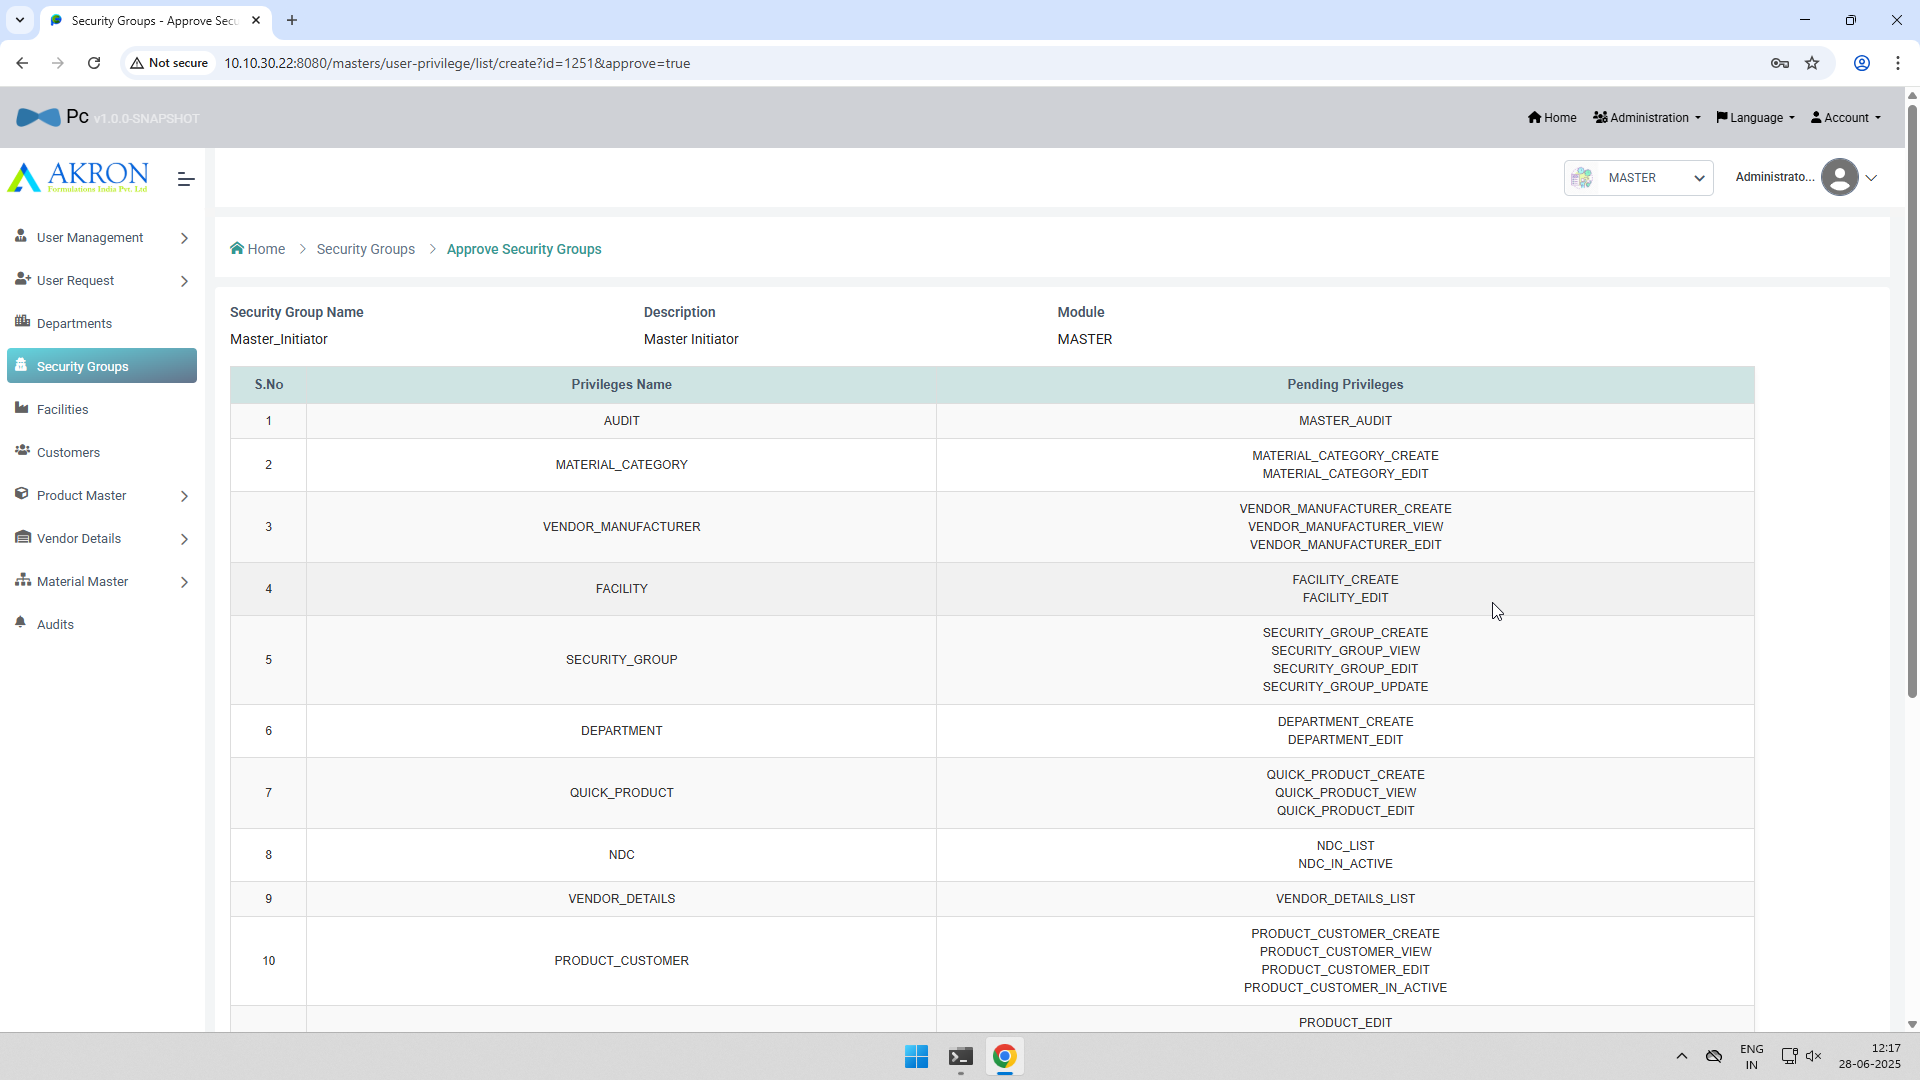 Security Groups - Approve Secu
Not secure
10.10.30.22:8080/masters/user-privilege/list/create?id=1251&approve=true
Pc v1.0.0-SNAPSHOT
Home
Administration
Language
Account
AKRON
Formulations India Pvt. Ltd
MASTER
Administrato...
User Management
User Request
Departments
Security Groups
Facilities
Customers
Product Master
Vendor Details
Material Master
Audits
Home
Security Groups
Approve Security Groups
Security Group Name
Description
Module
Master_Initiator
Master Initiator
MASTER
S.No
Privileges Name
Pending Privileges
1
AUDIT
MASTER_AUDIT
2
MATERIAL_CATEGORY
MATERIAL_CATEGORY_CREATE
MATERIAL_CATEGORY_EDIT
3
VENDOR_MANUFACTURER
VENDOR_MANUFACTURER_CREATE
VENDOR_MANUFACTURER_VIEW
VENDOR_MANUFACTURER_EDIT
4
FACILITY
FACILITY_CREATE
FACILITY_EDIT
5
SECURITY_GROUP
SECURITY_GROUP_CREATE
SECURITY_GROUP_VIEW
SECURITY_GROUP_EDIT
SECURITY_GROUP_UPDATE
6
DEPARTMENT
DEPARTMENT_CREATE
DEPARTMENT_EDIT
7
QUICK_PRODUCT
QUICK_PRODUCT_CREATE
QUICK_PRODUCT_VIEW
QUICK_PRODUCT_EDIT
8
NDC
NDC_LIST
NDC_IN_ACTIVE
9
VENDOR_DETAILS
VENDOR_DETAILS_LIST
10
PRODUCT_CUSTOMER
PRODUCT_CUSTOMER_CREATE
PRODUCT_CUSTOMER_VIEW
PRODUCT_CUSTOMER_EDIT
PRODUCT_CUSTOMER_IN_ACTIVE
PRODUCT_EDIT
ENG
IN
12:17
28-06-2025